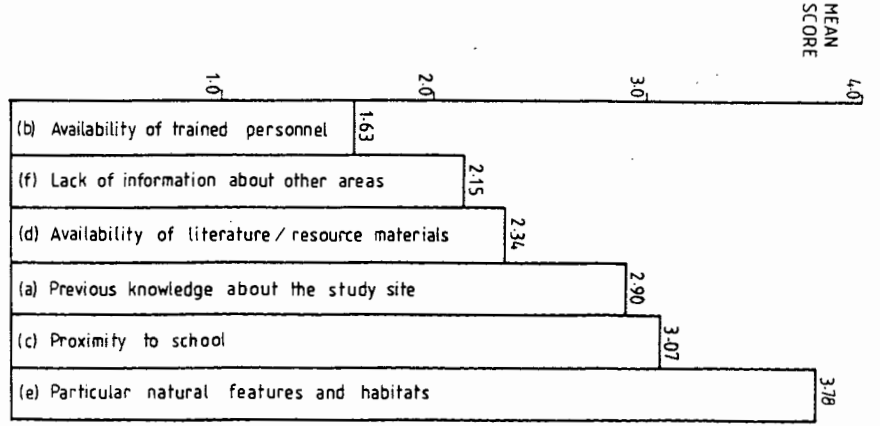 MEAN
SCORE
1·0
2·0
3·0
4·0
(b) Availability of trained personnel
1·63
(f) Lack of information about other areas
2·15
(d) Availability of literature / resource materials
2·34
(a) Previous knowledge about the study site
2·90
(c) Proximity to school
3·07
(e) Particular natural features and habitats
3·78